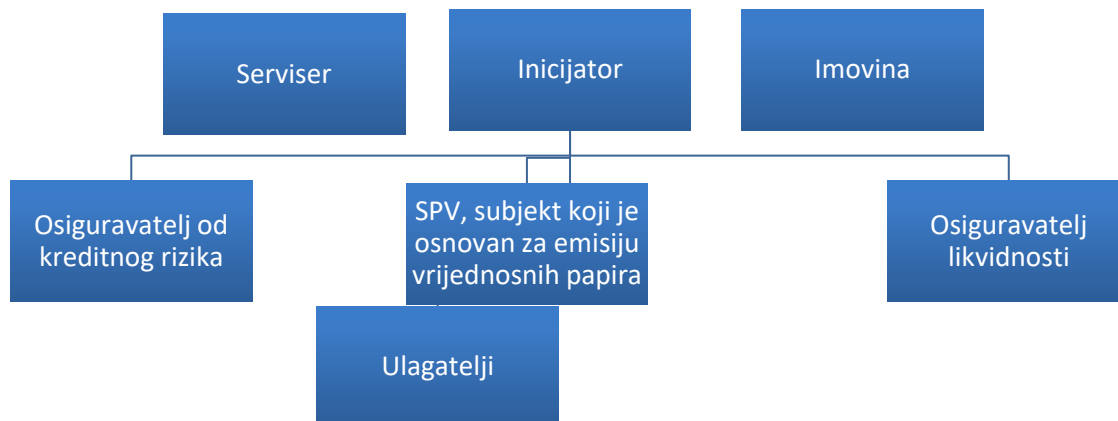 Serviser
Inicijator
Imovina
Osiguravatelj od
kreditnog rizika
SPV, subjekt koji je
osnovan za emisiju
vrijednosnih papira
Osiguravatelj
likvidnosti
Ulagatelji